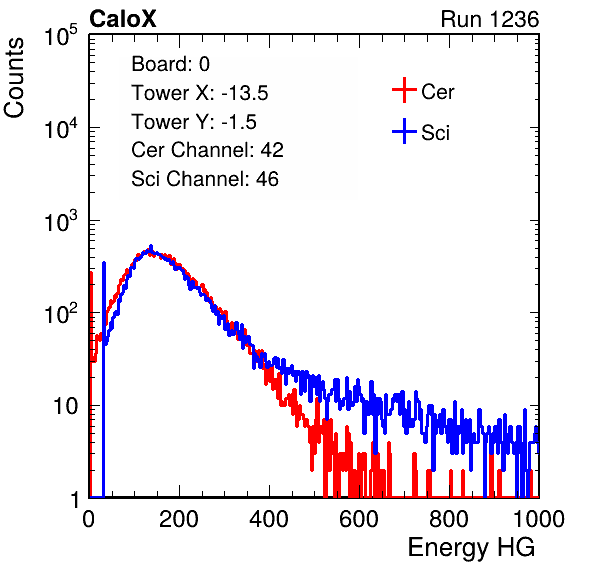 CaloX Run 1236
Counts
10^5
10^4
10^3
10^2
10
1
Board: 0
Tower X: -13.5
Tower Y: -1.5
Cer Channel: 42
Sci Channel: 46
Cer
Sci
0 200 400 600 800 1000
Energy HG